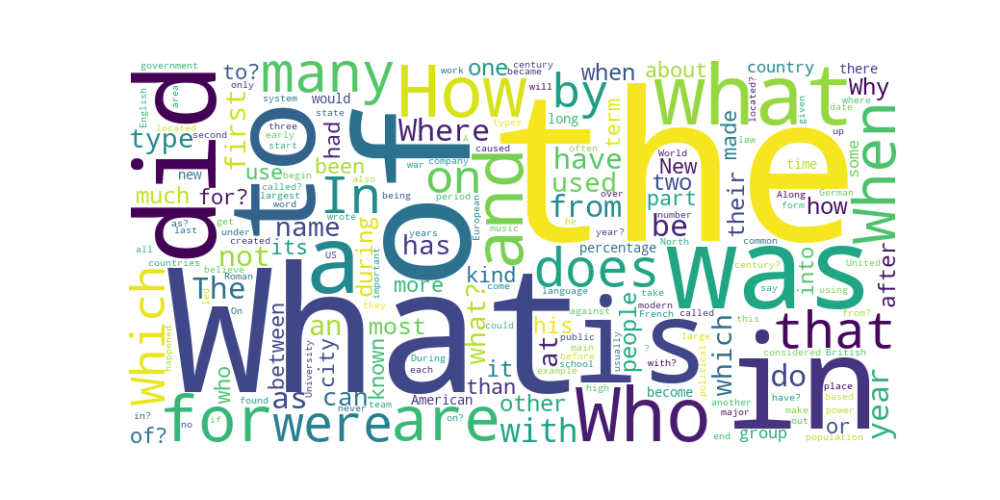 government
to?
many
How
one
century
became
work
will
by
when
what
about
country
there
Why
where
only
English
area
did
first
system
would
state
three
early
start
to
of
Where
A
types
long
often
caused
term
the
located?
given
date
up
When
type
located
second
had
been
use
begin
called?
largest
word
war
company
on
and
have
used
from
World
New
two
over
part
their
made
law
time
some
new
much
for?
In
also
being
period
European
music
he
year?
be
number
North
Along
German
form
how
as?
last
get
under
created
name
its
wrote
during
years
has
US
important
a
percentage
common
was
into
after
all
countries
not
believe
Roman
The
led
On
more
kind
come
does
language
take
modern
French
called
century?
say
United
using
from?
Which
happened
What
what?
they
is
against
people
this
that
considered
British
in
who
between
University
an
city
can
known
most
During
each
could
it
than
at
his
public
main
before
school
example
usually
?
with?
large
political
which
do
place
based
power
or
year
in?
of?
no
found
if
for
as
were
never
team
are
American
on?
other
with
high
Who
become
another
major
end
group
have?
make
out
population